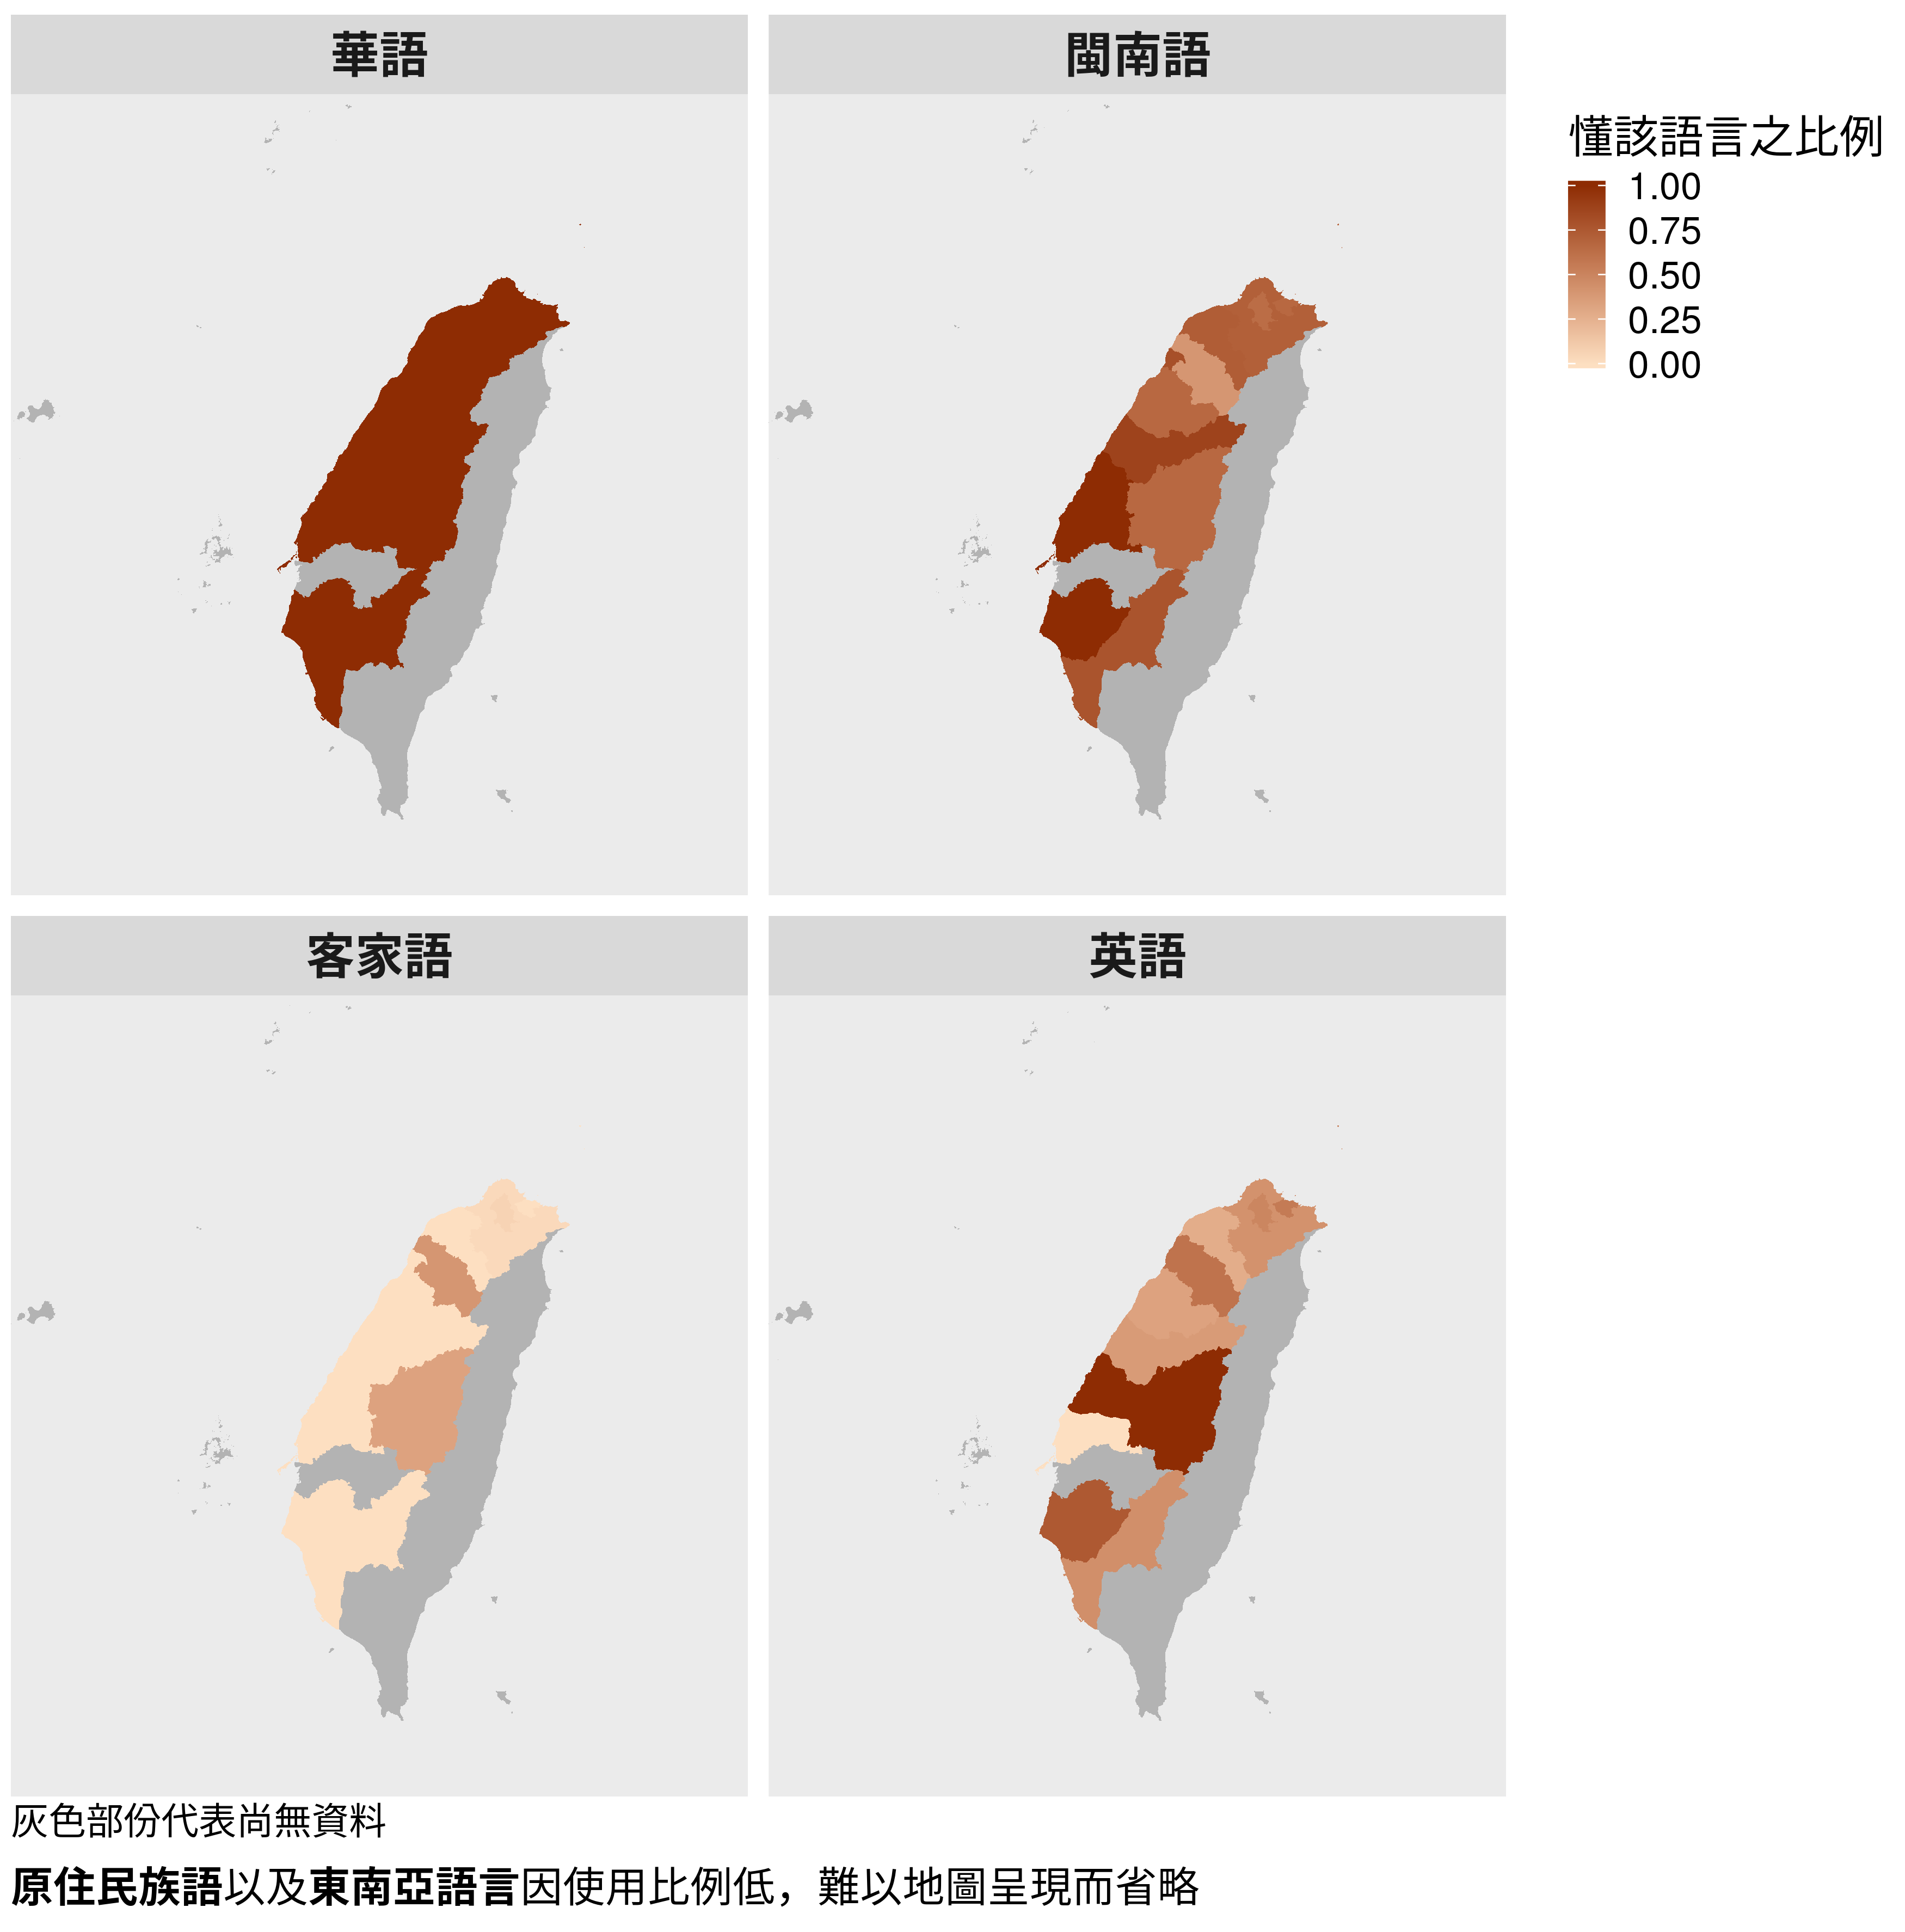 華語
閩南語
懂該語言之比例
1.00
0.75
0.50
0.25
0.00
客家語
英語
灰色部份代表尚無資料
原住民族語以及東南亞語言因使用比例低，難以地圖呈現而省略